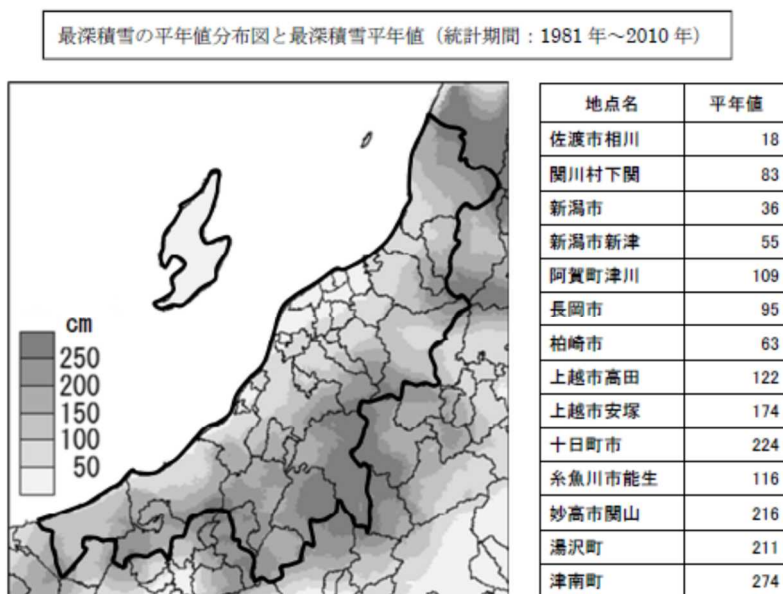 最深積雪の平年値分布図と最深積雪平年値（統計期間：1981年～2010年）
cm
250
200
150
100
50
地点名 平年値
佐渡市相川 18
関川村下関 83
新潟市 36
新潟市新津 55
阿賀町津川 109
長岡市 95
柏崎市 63
上越市高田 122
上越市安塚 174
十日町市 224
糸魚川市能生 116
妙高市関山 216
湯沢町 211
津南町 274